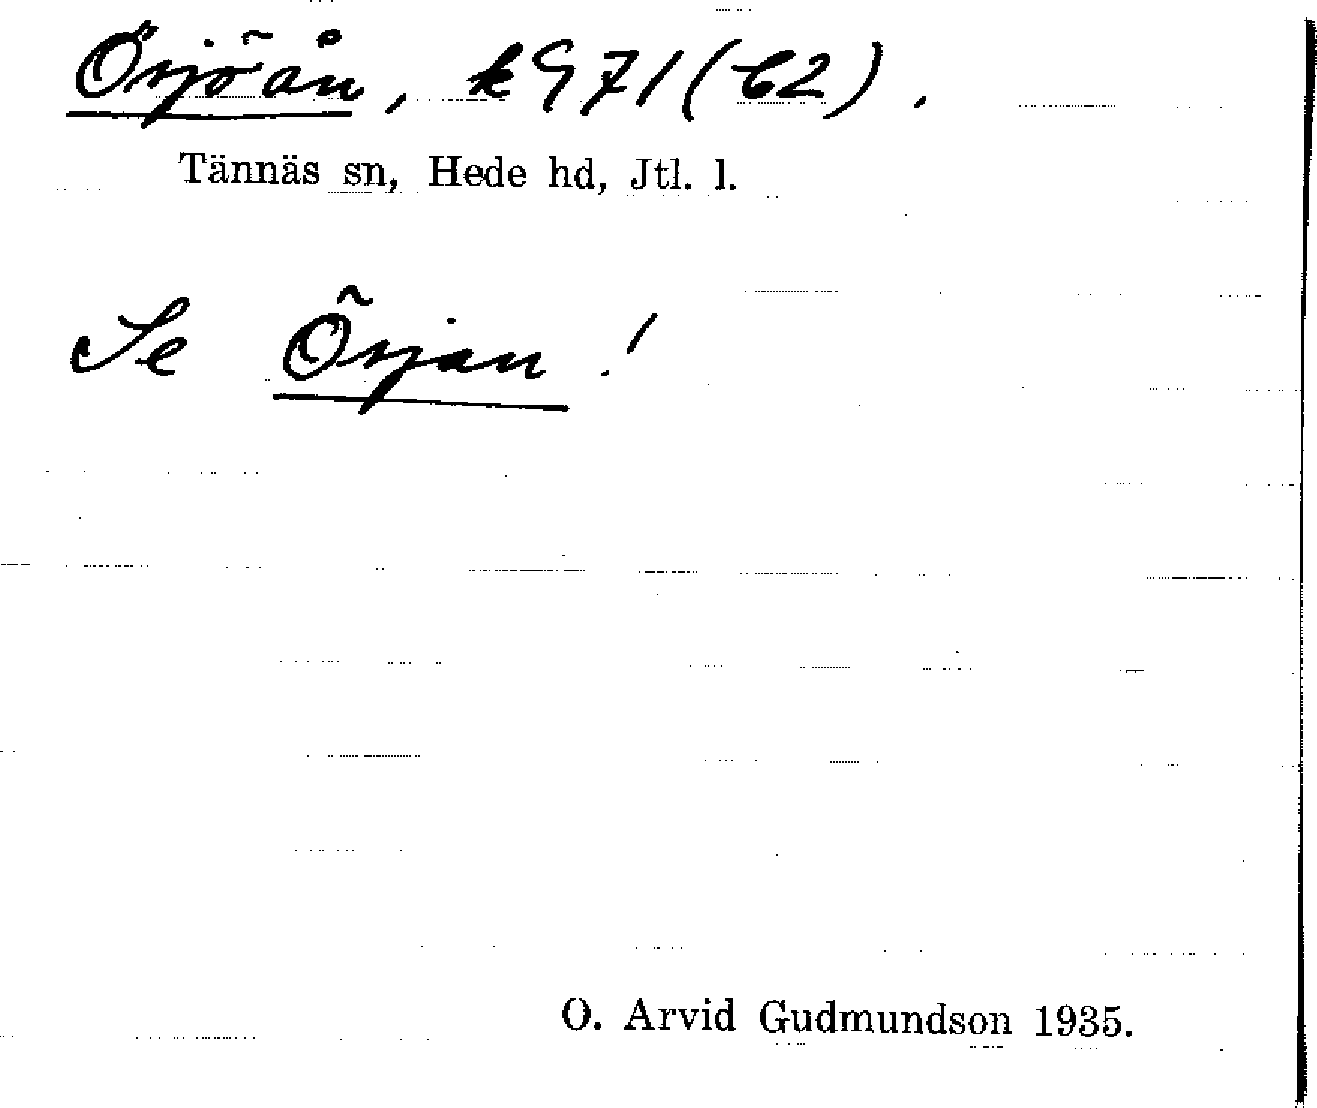 Örjöån, k971(62).
Tännäs sn, Hede hd, Jtl. l.
Se Örjan!
O. Arvid Gudmundson 1935.